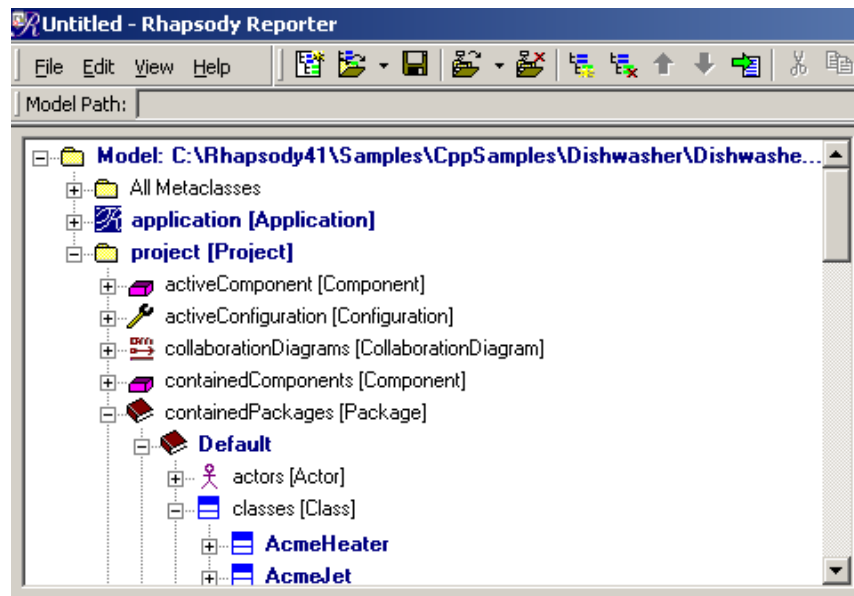 Untitled - Rhapsody Reporter
File Edit View Help
Model Path:
Model: C:\Rhapsody41\Samples\CppSamples\Dishwasher\Dishwashe...
All Metaclasses
application [Application]
project [Project]
activeComponent [Component]
activeConfiguration [Configuration]
collaborationDiagrams [CollaborationDiagram]
containedComponents [Component]
containedPackages [Package]
Default
actors [Actor]
classes [Class]
AcmeHeater
AcmeJet